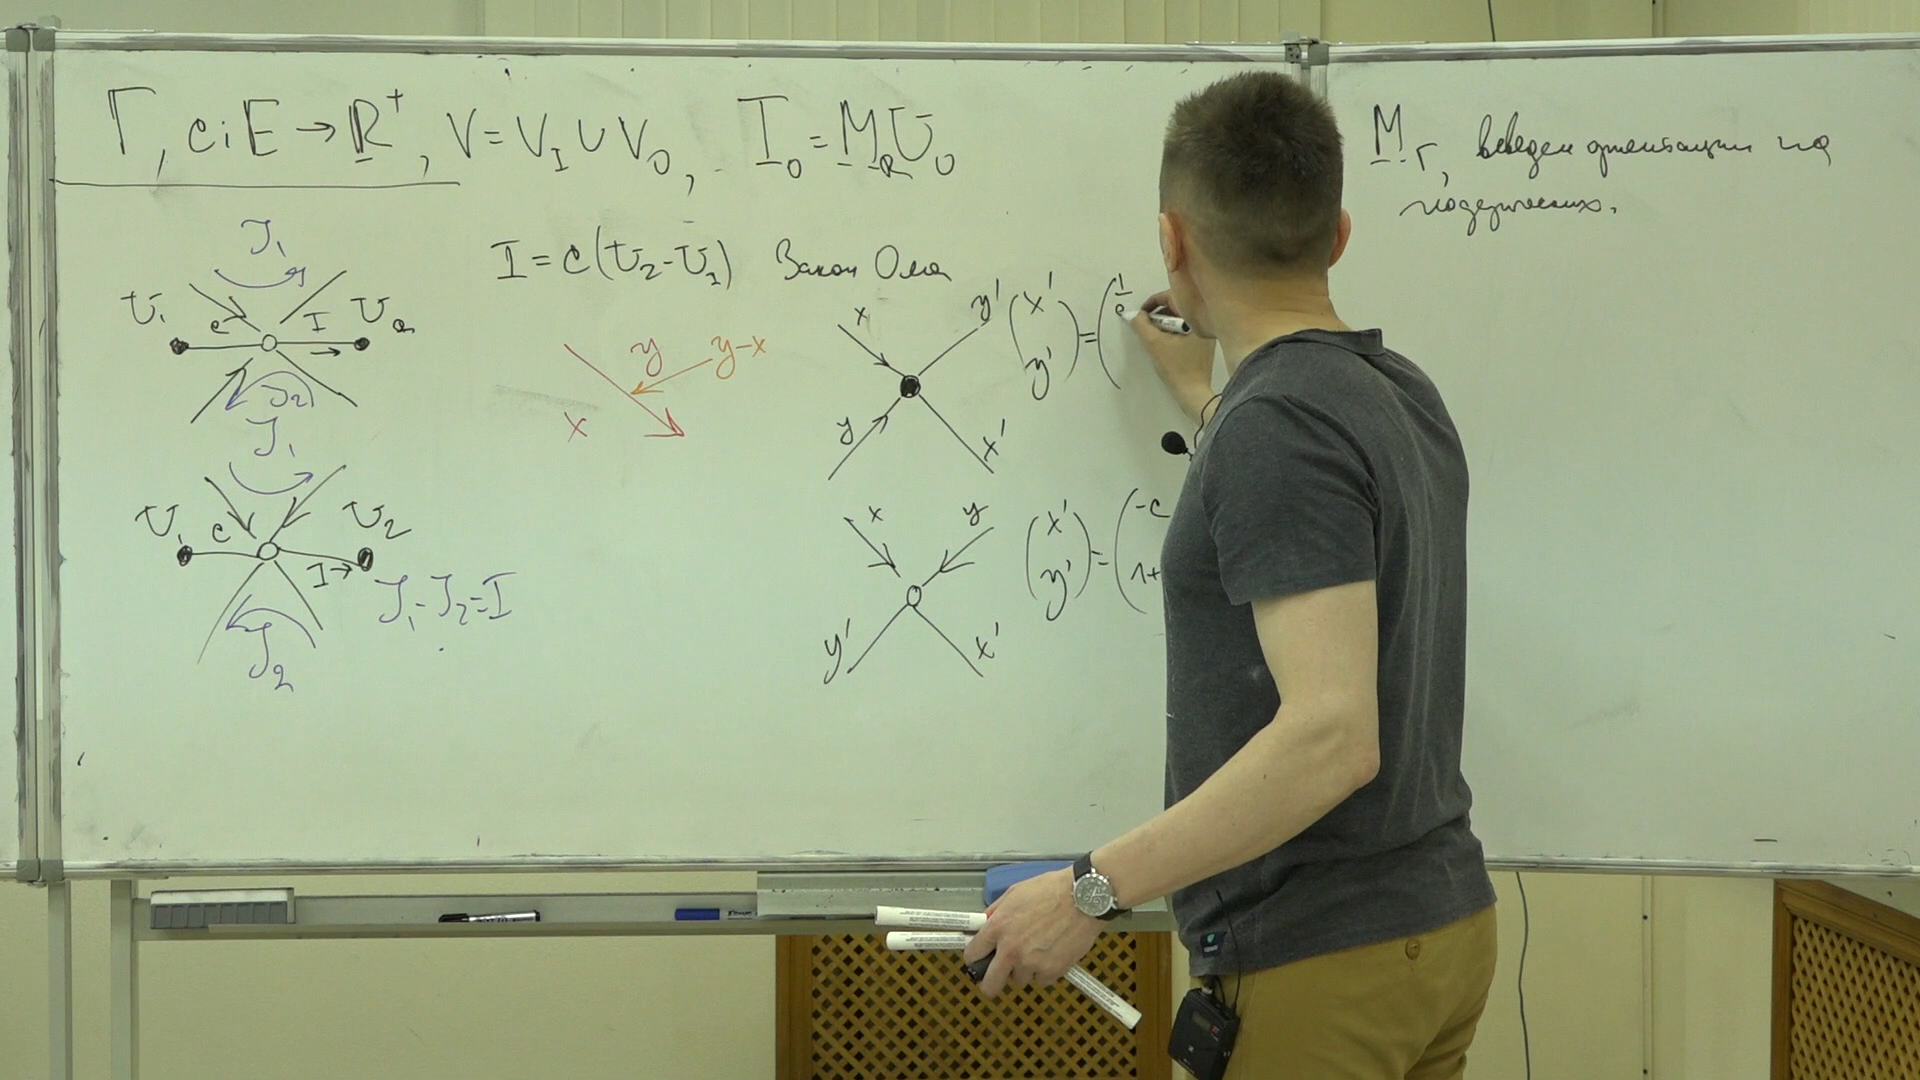 Γ, c: E → R⁺, V = V_I ∪ V_O, I_O = M_R U_O
J₁
U₁ c I U₂
J₂
I = c(U₂ - U₁) Закон Ома
x y y-x
J₁
U₁ c I U₂
J₁ - J₂ = I
J₂
x y' y x'
(x' y') = (1/c
x y y' x'
(x' y') = (-c 1+
M_Γ, введем ориентации на